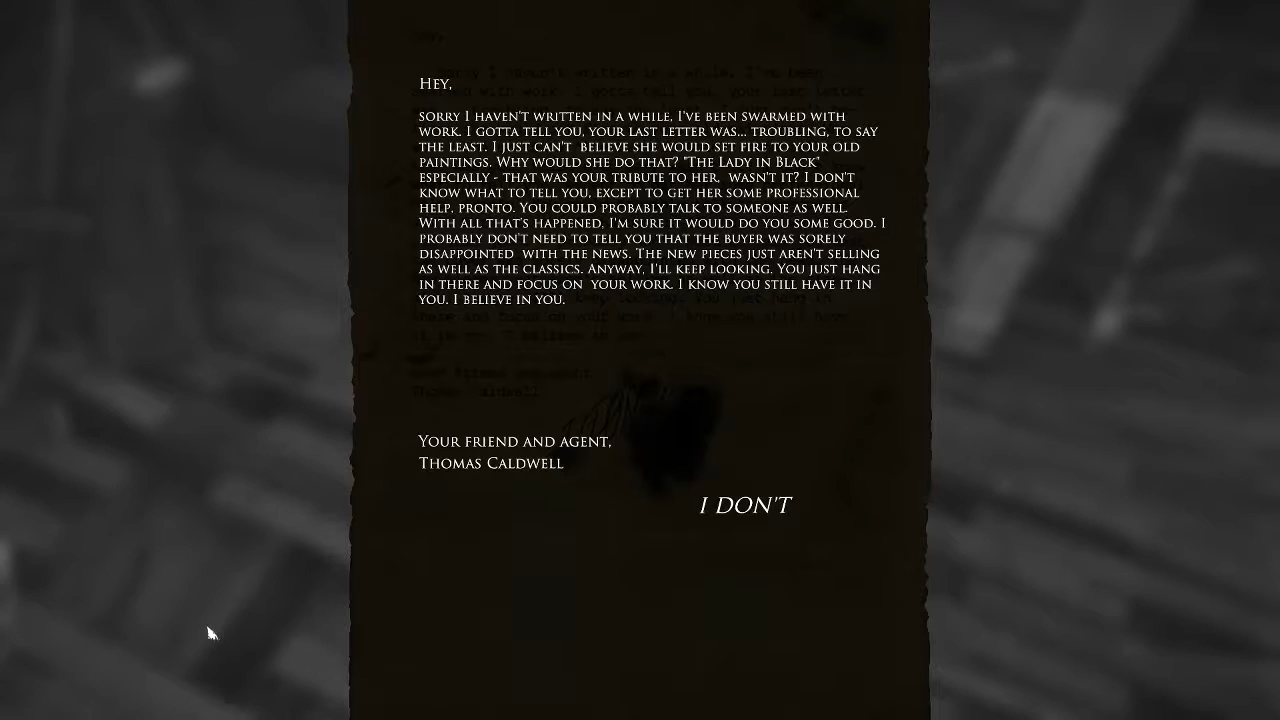 Hey,
sorry I haven't written in a while, I've been swarmed with
work. I gotta tell you, your last letter was... troubling, to say
the least. I just can't believe she would set fire to your old
paintings. Why would she do that? "The Lady in Black"
especially - that was your tribute to her, wasn't it? I don't
know what to tell you, except to get her some professional
help, pronto. You could probably talk to someone as well.
With all that's happened, I'm sure it would do you some good. I
probably don't need to tell you that the buyer was sorely
disappointed with the news. The new pieces just aren't selling
as well as the classics. Anyway, I'll keep looking. You just hang
in there and focus on your work. I know you still have it in
you. I believe in you.
Your friend and agent,
Thomas Caldwell
I DON'T